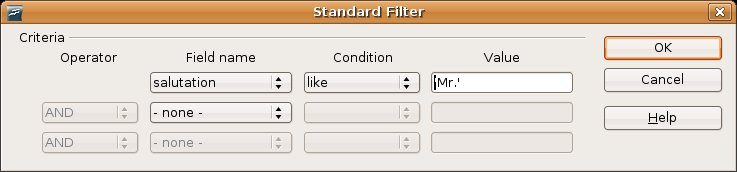 Standard Filter
Criteria
Operator Field name Condition Value
salutation like 'Mr.'
AND - none -
AND - none -
OK
Cancel
Help